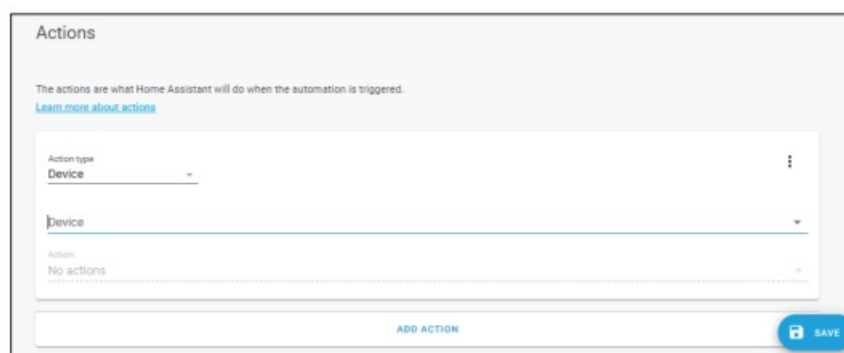 Actions
The actions are what Home Assistant will do when the automation is triggered.
Learn more about actions
Action type
Device
Device
Action
No actions
ADD ACTION
SAVE